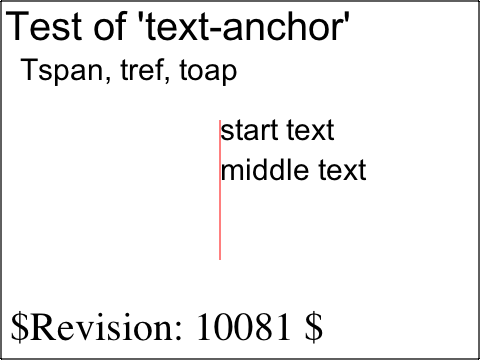 Test of 'text-anchor'
Tspan, tref, toap
start text
middle text
$Revision: 10081 $